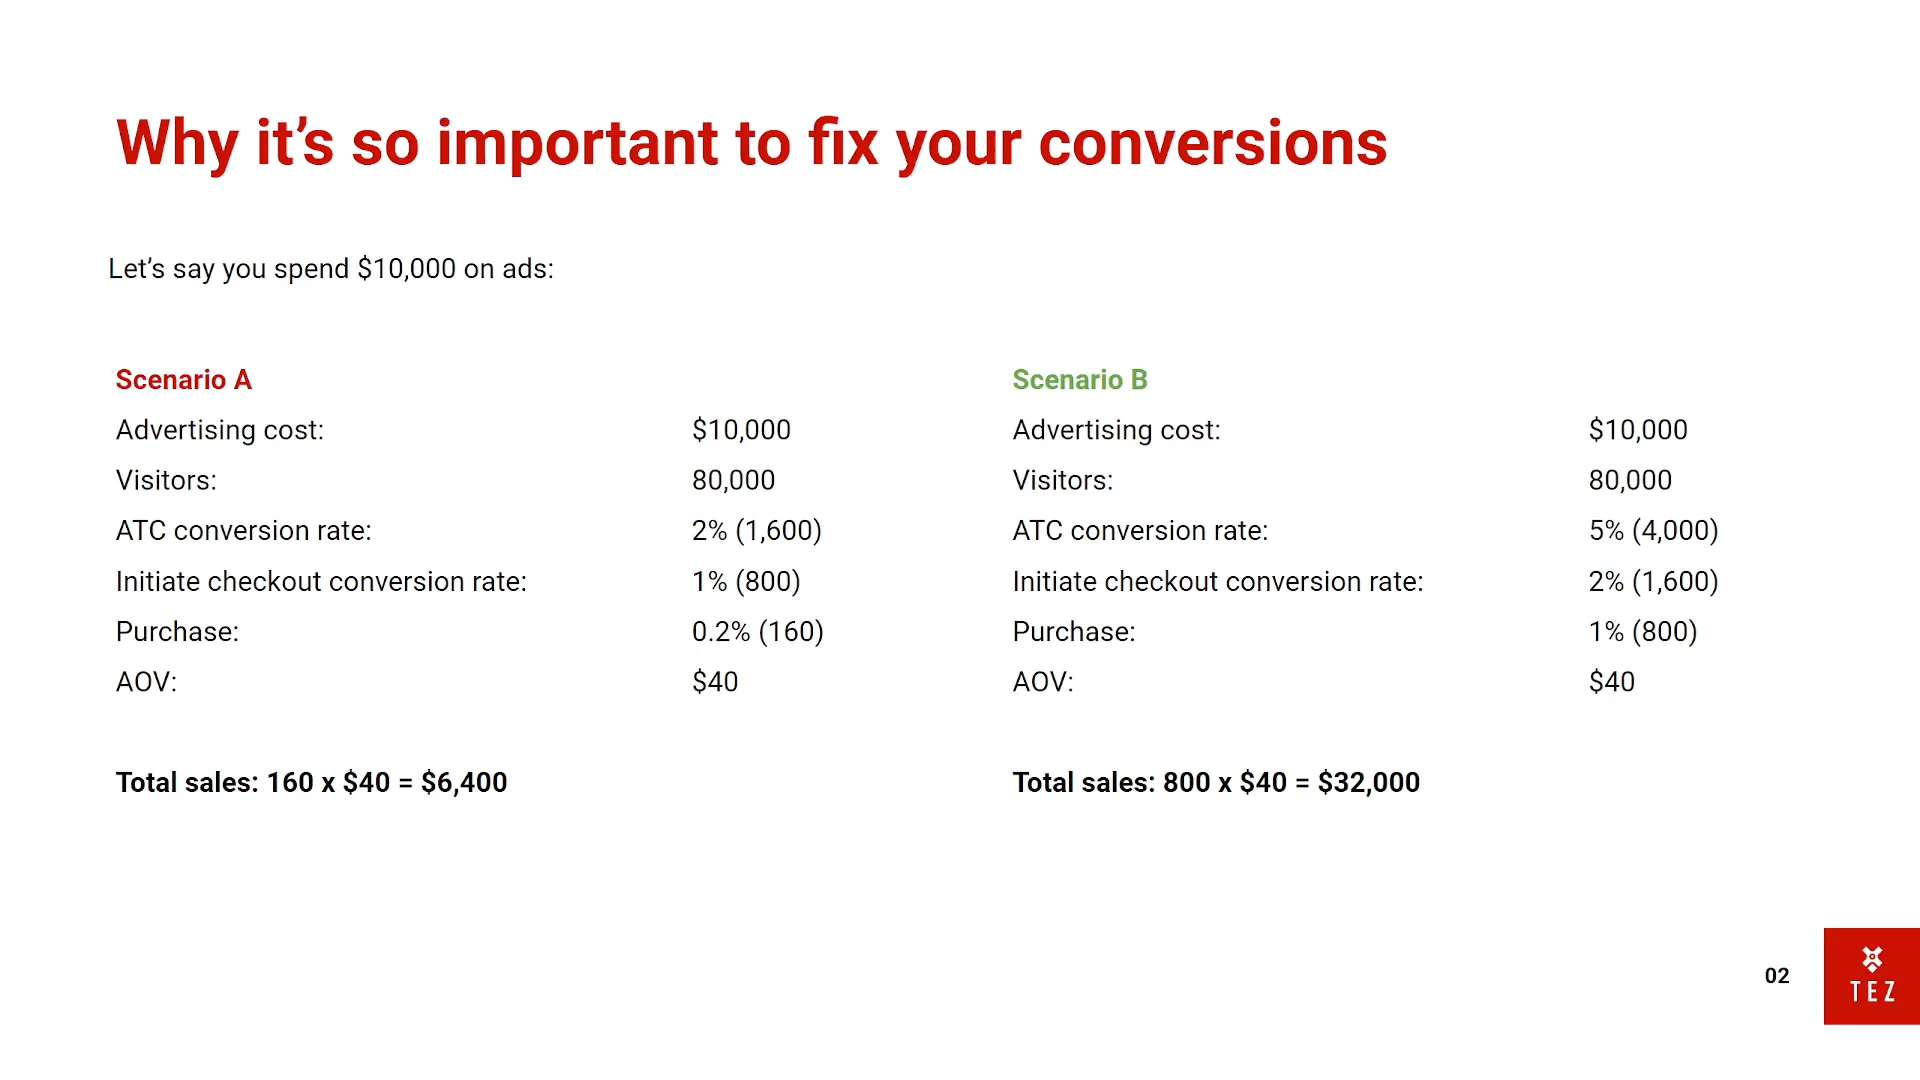 Why it’s so important to fix your conversions
Let’s say you spend $10,000 on ads:
Scenario A
Advertising cost: $10,000
Visitors: 80,000
ATC conversion rate: 2% (1,600)
Initiate checkout conversion rate: 1% (800)
Purchase: 0.2% (160)
AOV: $40
Total sales: 160 x $40 = $6,400
Scenario B
Advertising cost: $10,000
Visitors: 80,000
ATC conversion rate: 5% (4,000)
Initiate checkout conversion rate: 2% (1,600)
Purchase: 1% (800)
AOV: $40
Total sales: 800 x $40 = $32,000
02
TEZ